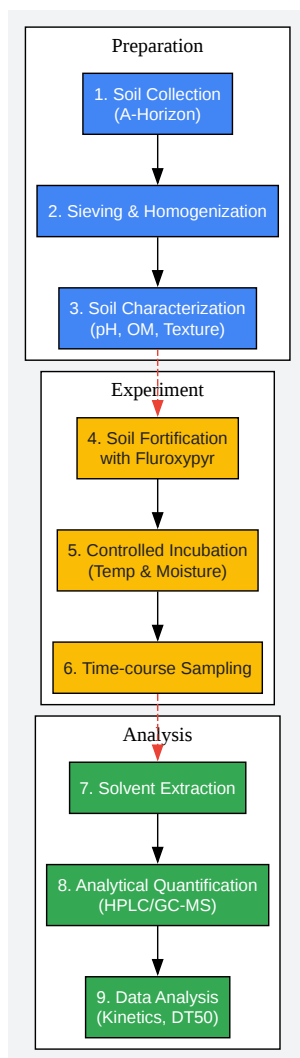 Preparation
1. Soil Collection
(A-Horizon)
2. Sieving & Homogenization
3. Soil Characterization
(pH, OM, Texture)
Experiment
4. Soil Fortification
with Fluroxypyr
5. Controlled Incubation
(Temp & Moisture)
6. Time-course Sampling
Analysis
7. Solvent Extraction
8. Analytical Quantification
(HPLC/GC-MS)
9. Data Analysis
(Kinetics, DT50)